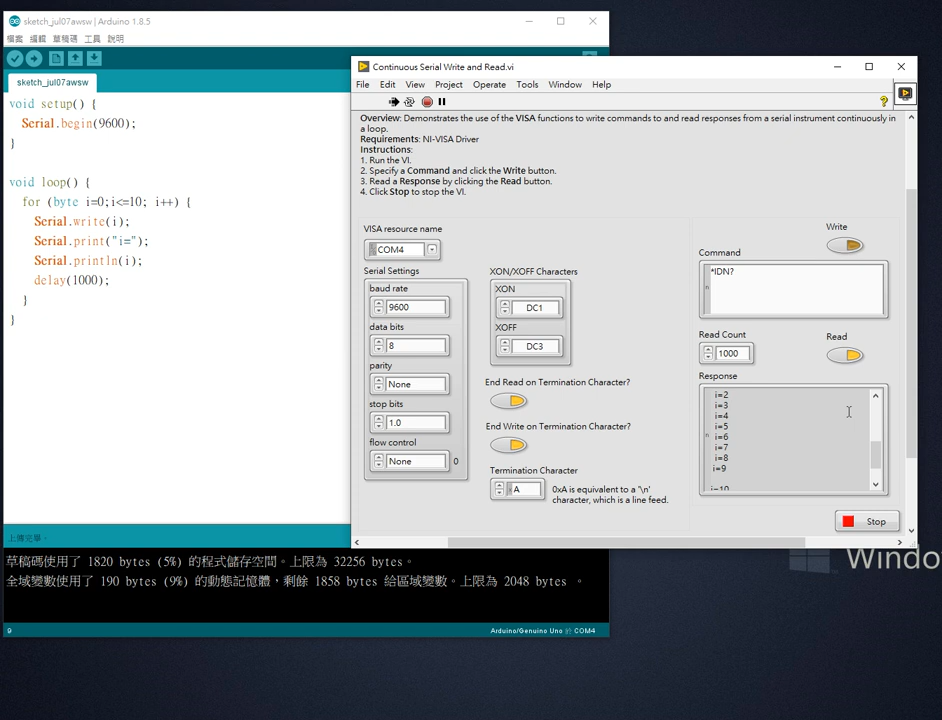 sketch_jul07awsw | Arduino 1.8.5
檔案 編輯 草稿碼 工具 說明
sketch_jul07awsw
void setup() {
Serial.begin(9600);
}
void loop() {
for (byte i=0;i<=10; i++) {
Serial.write(i);
Serial.print("i=");
Serial.println(i);
delay(1000);
}
}
上傳完畢。
草稿碼使用了 1820 bytes (5%) 的程式儲存空間。上限為 32256 bytes。
全域變數使用了 190 bytes (9%) 的動態記憶體，剩餘 1858 bytes 給區域變數。上限為 2048 bytes 。
9
Arduino/Genuino Uno 於 COM4
Continuous Serial Write and Read.vi
File Edit View Project Operate Tools Window Help
Overview: Demonstrates the use of the VISA functions to write commands to and read responses from a serial instrument continuously in
a loop.
Requirements: NI-VISA Driver
Instructions:
1. Run the VI.
2. Specify a Command and click the Write button.
3. Read a Response by clicking the Read button.
4. Click Stop to stop the VI.
VISA resource name
COM4
Serial Settings
baud rate
9600
data bits
8
parity
None
stop bits
1.0
flow control
None
0
XON/XOFF Characters
XON
DC1
XOFF
DC3
End Read on Termination Character?
End Write on Termination Character?
Termination Character
A
0xA is equivalent to a '\n'
character, which is a line feed.
Write
Command
*IDN?
Read Count
1000
Read
Response
i=2
i=3
i=4
i=5
i=6
i=7
i=8
i=9
i=10
Stop
Windo